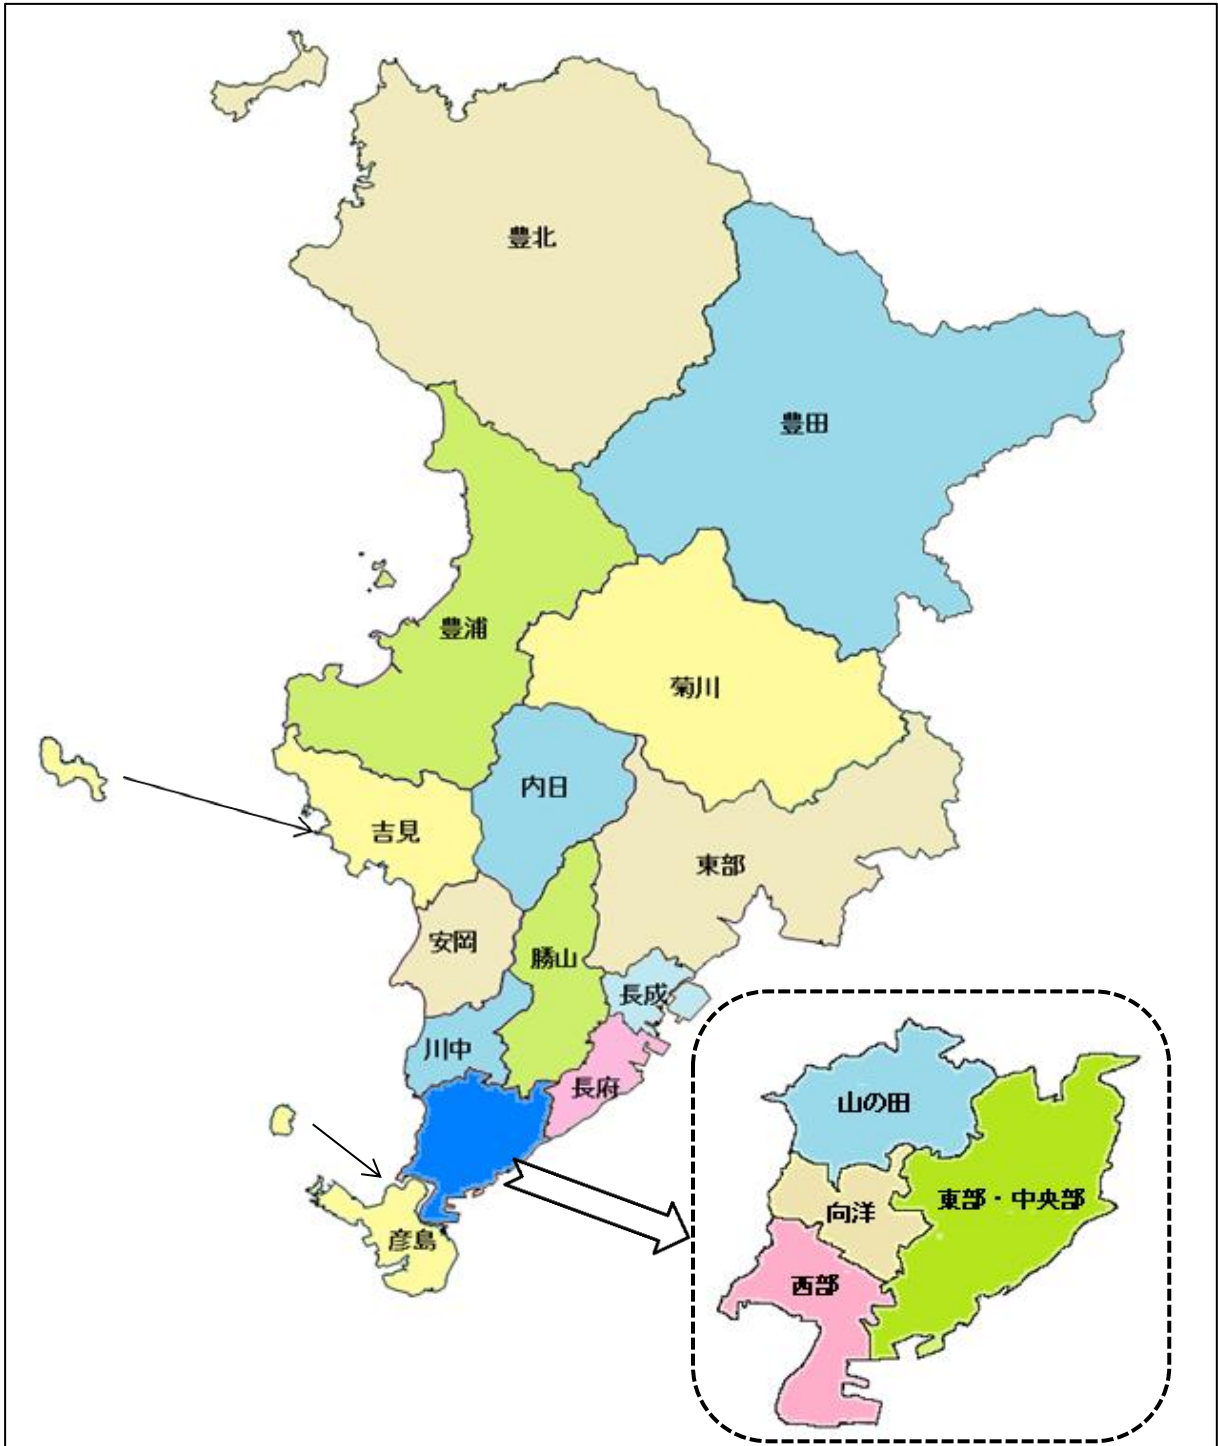 豊北
豊田
豊浦
菊川
内日
吉見
東部
安岡
勝山
長成
川中
長府
彦島
山の田
東部・中央部
向洋
西部